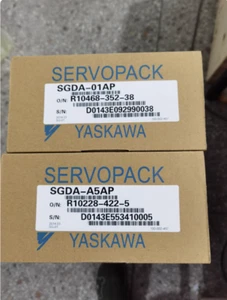 SERVOPACK
SGDA-01AP
O/N: R10468-352-38
S/N: D0143E092990038
YASKAWA
SERVOPACK
SGDA-A5AP
O/N: R10228-422-5
S/N: D0143E553410005
YASKAWA